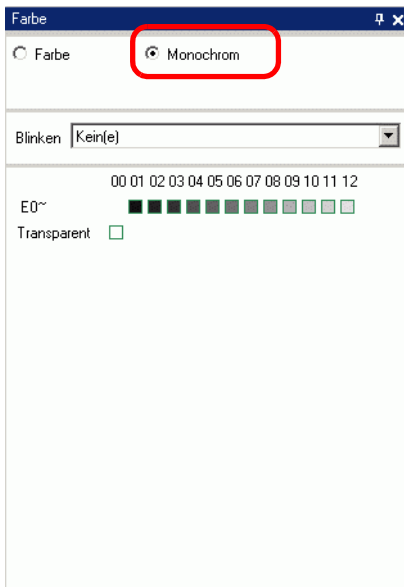 Farbe
Farbe Monochrom
Blinken Kein(e)
00 01 02 03 04 05 06 07 08 09 10 11 12
E0~
Transparent